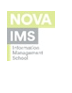 NOVA
IMS
Information
Management
School